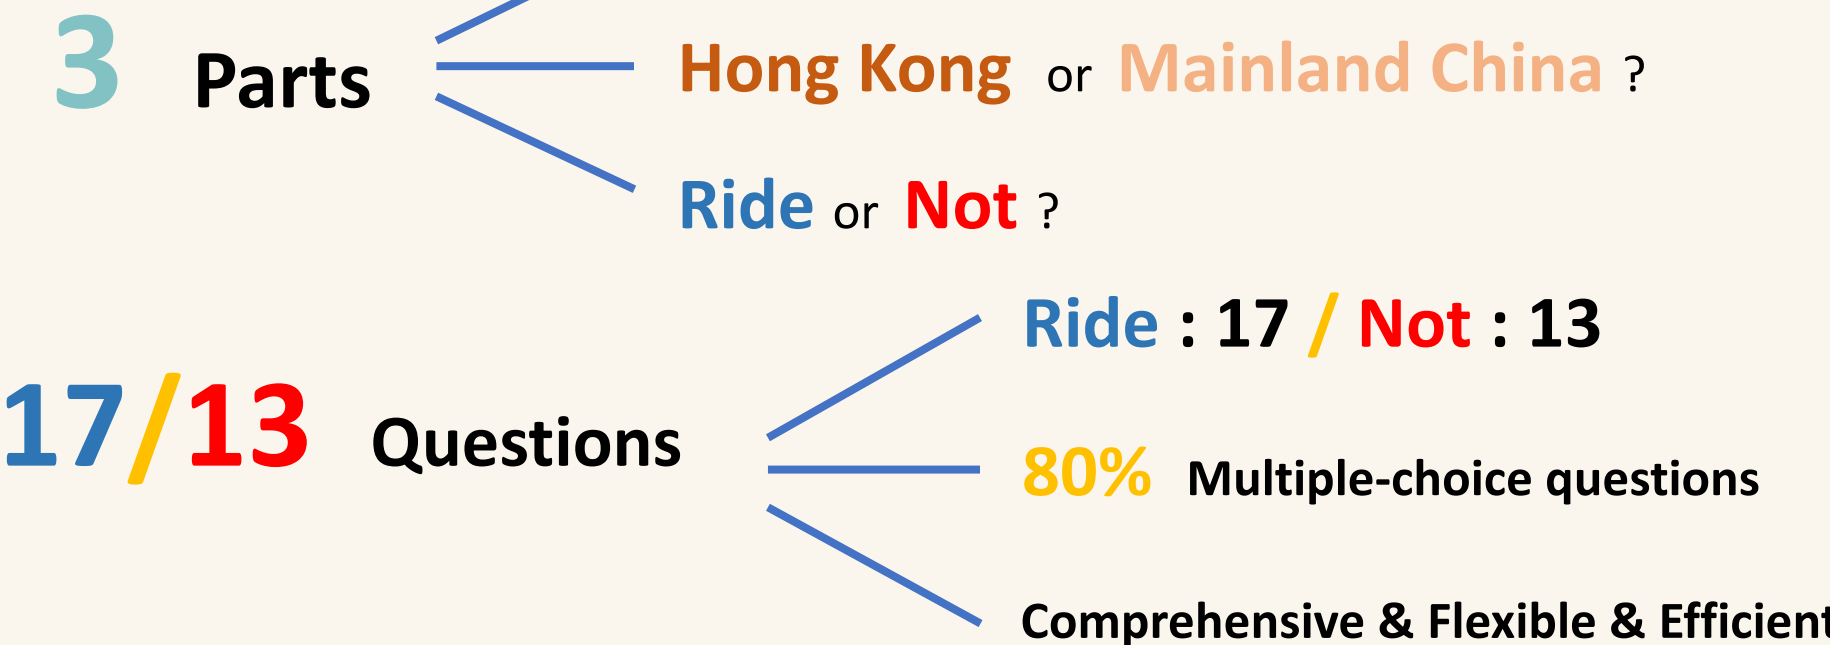 3 Parts
Hong Kong or Mainland China ?
Ride or Not ?
17/13 Questions
Ride : 17 / Not : 13
80% Multiple-choice questions
Comprehensive & Flexible & Efficient